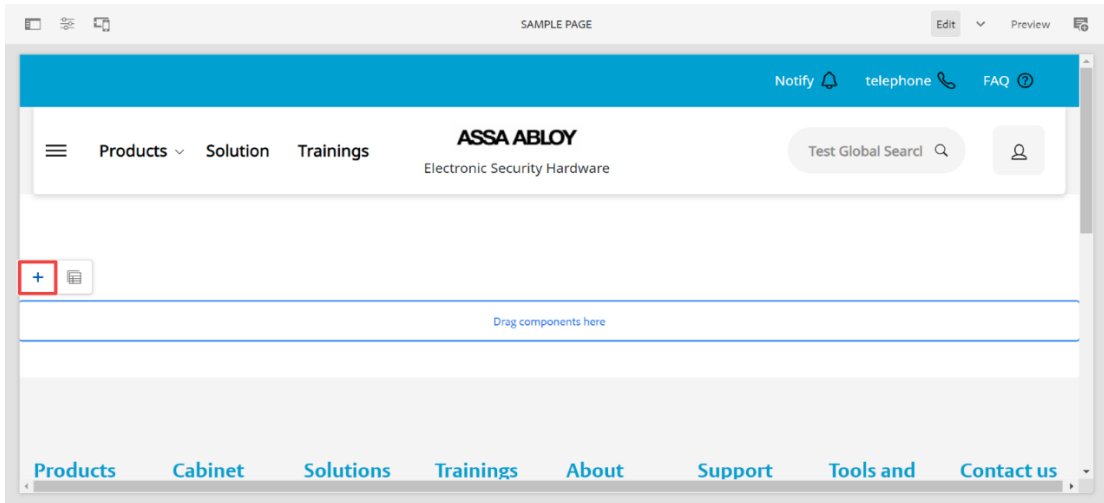 SAMPLE PAGE Edit Preview
Notify telephone FAQ
Products Solution Trainings ASSA ABLOY Test Global Searcl
Electronic Security Hardware
Drag components here
Products Cabinet Solutions Trainings About Support Tools and Contact us